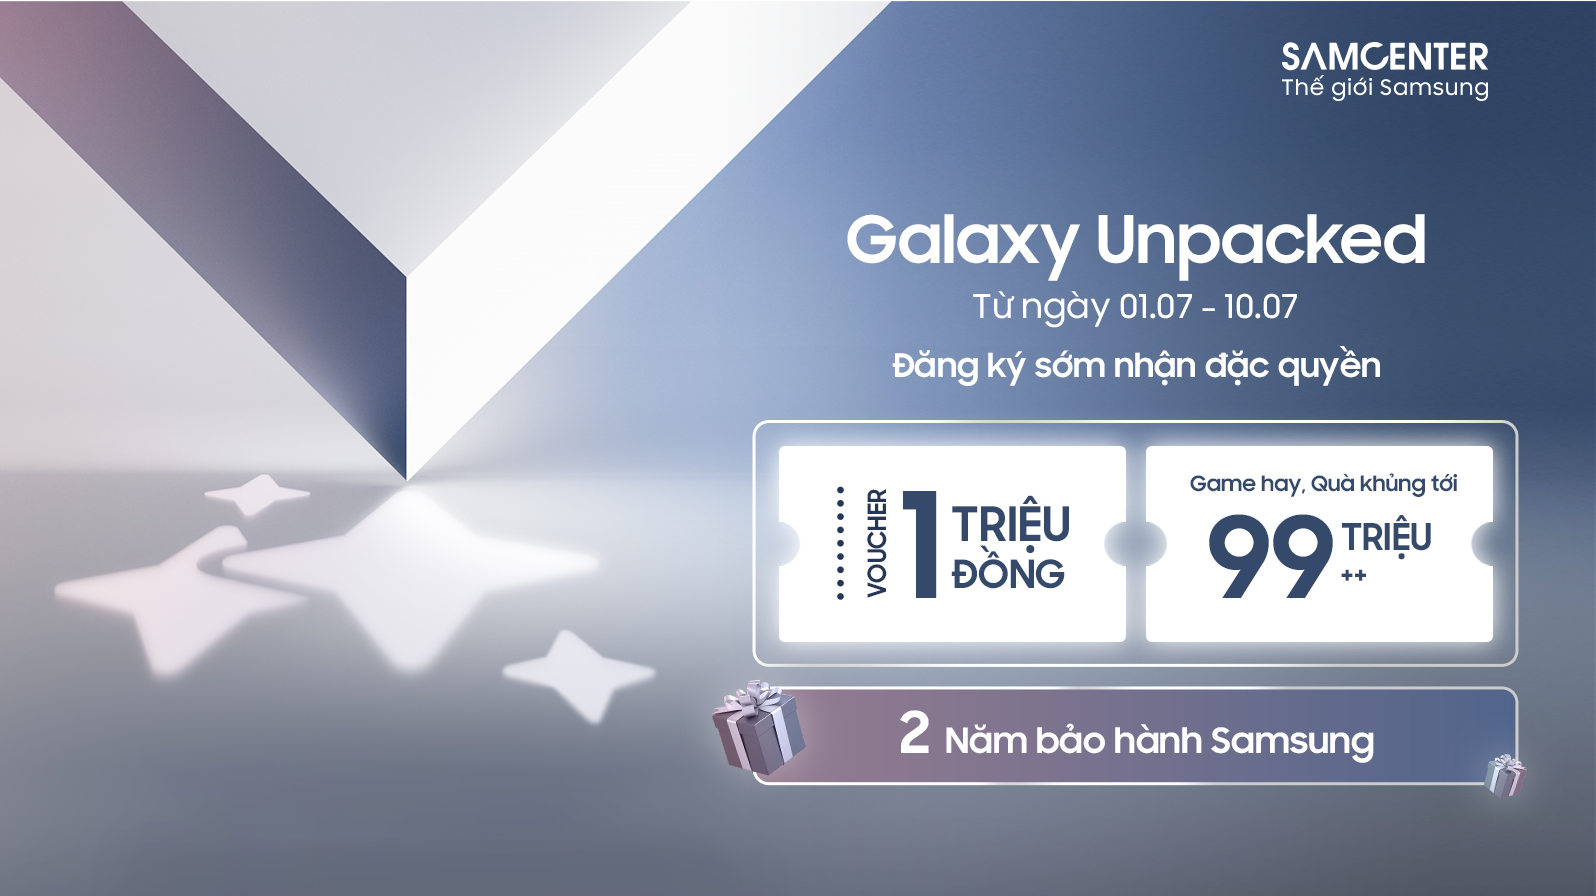 SAMCENTER
Thế giới Samsung
Galaxy Unpacked
Từ ngày 01.07 - 10.07
Đăng ký sớm nhận đặc quyền
VOUCHER
1
TRIỆU
ĐỒNG
Game hay, Quà khủng tới
99
TRIỆU
++
2 Năm bảo hành Samsung